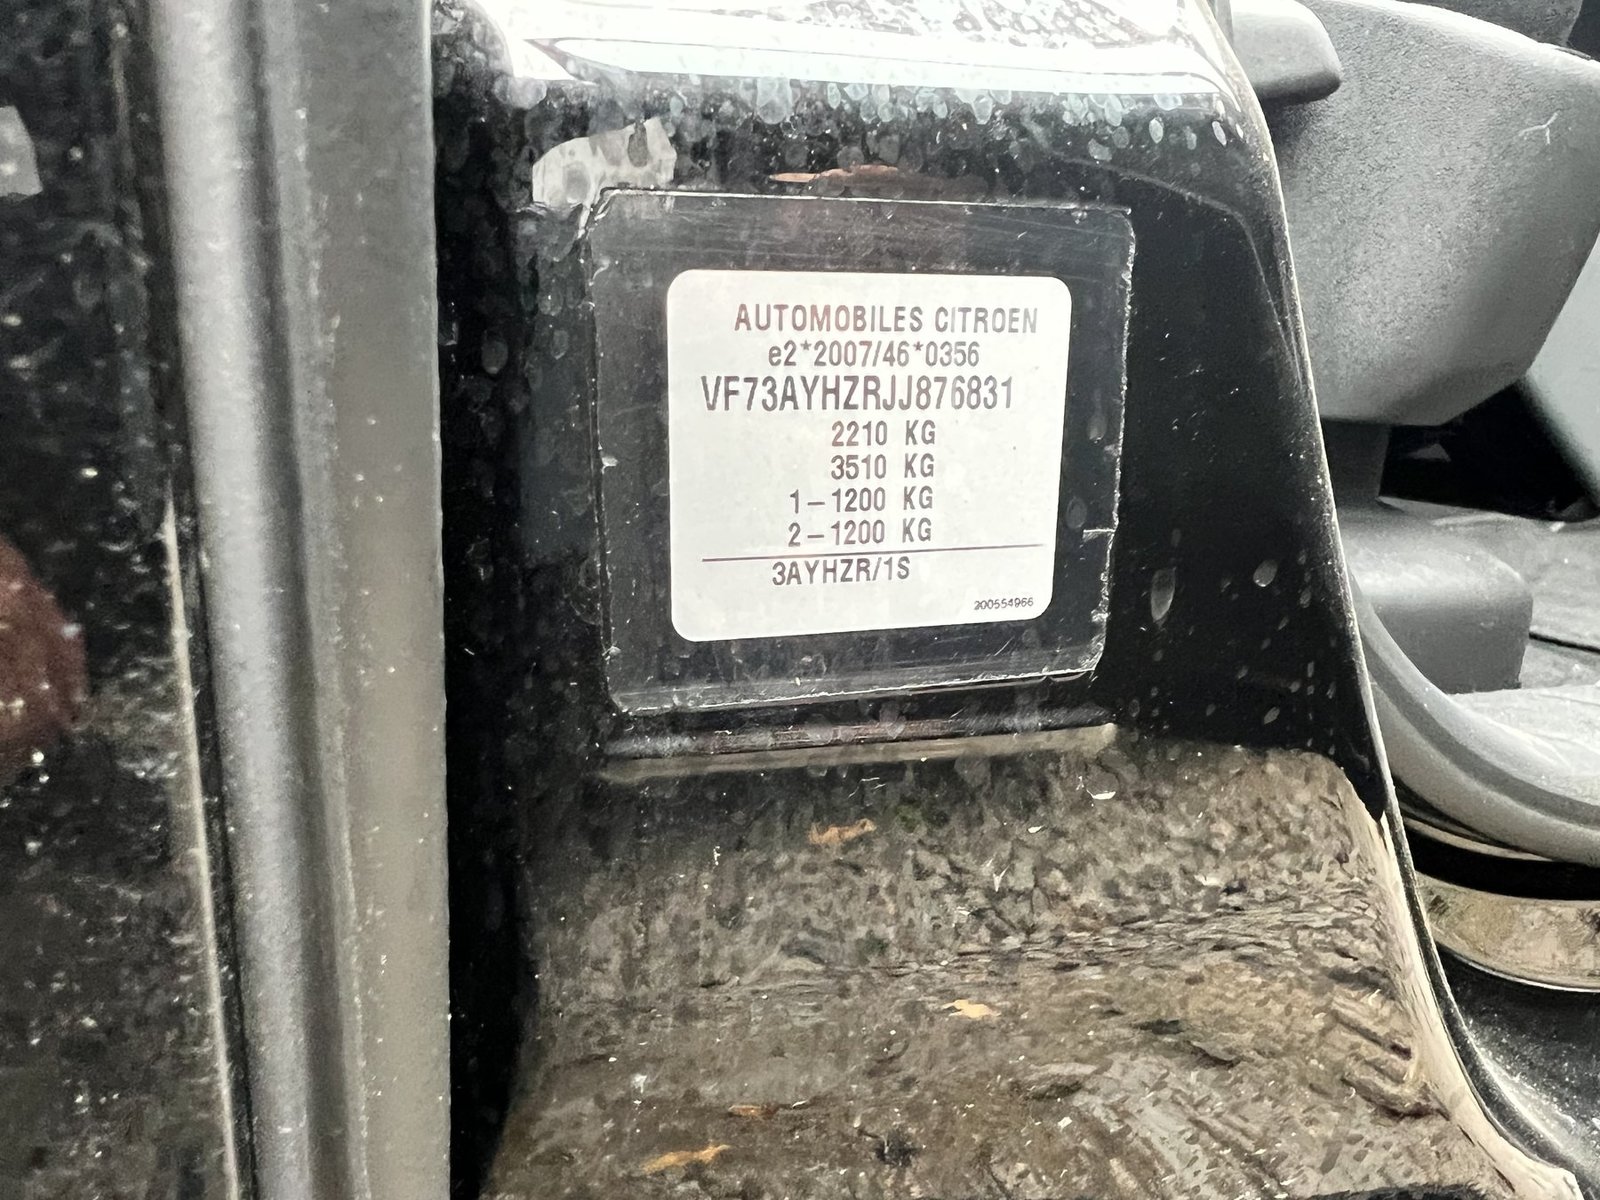 AUTOMOBILES CITROEN
e2*2007/46*0356
VF73AYHZRJJ876831
2210 KG
3510 KG
1-1200 KG
2-1200 KG
3AYHZR/1S
200554966